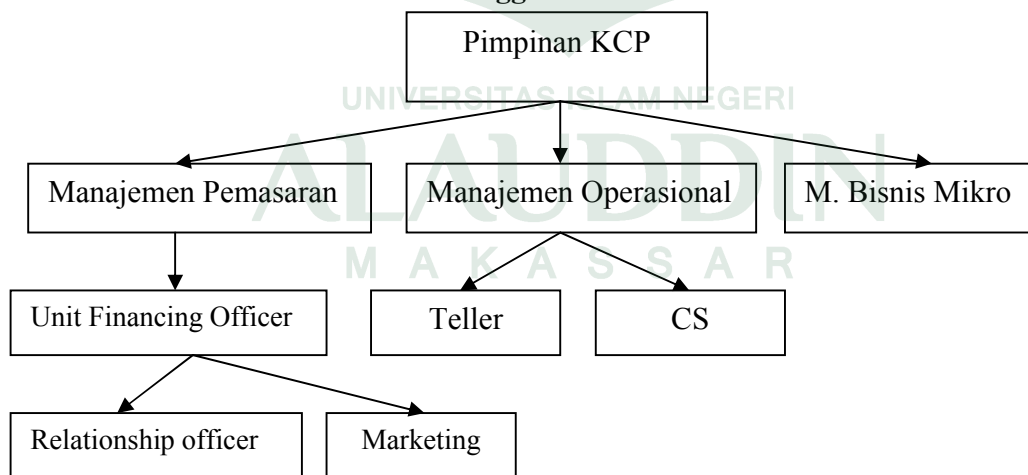 Pimpinan KCP
UNIVERSITAS ISLAM NEGERI
ALAUDDIN
Manajemen Pemasaran
Manajemen Operasional
M. Bisnis Mikro
MAKASSAR
Unit Financing Officer
Teller
CS
Relationship officer
Marketing